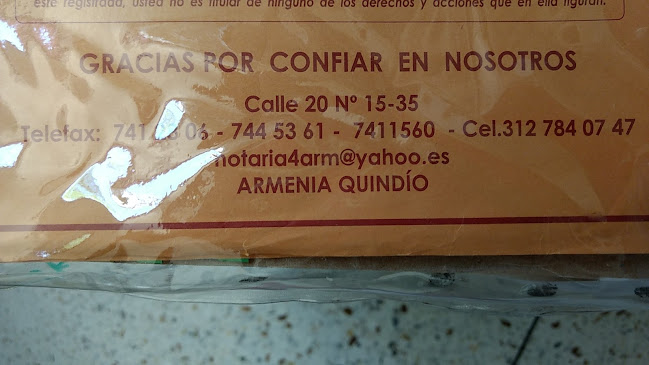 este registrada, usted no es titular de ninguno de los derechos y acciones que en ella figuran.
GRACIAS POR CONFIAR EN NOSOTROS
Calle 20 Nº 15-35
Telefax: 06 - 744 53 61 - 7411560 - Cel.312 784 07 47
notaria4arm@yahoo.es
ARMENIA QUINDÍO